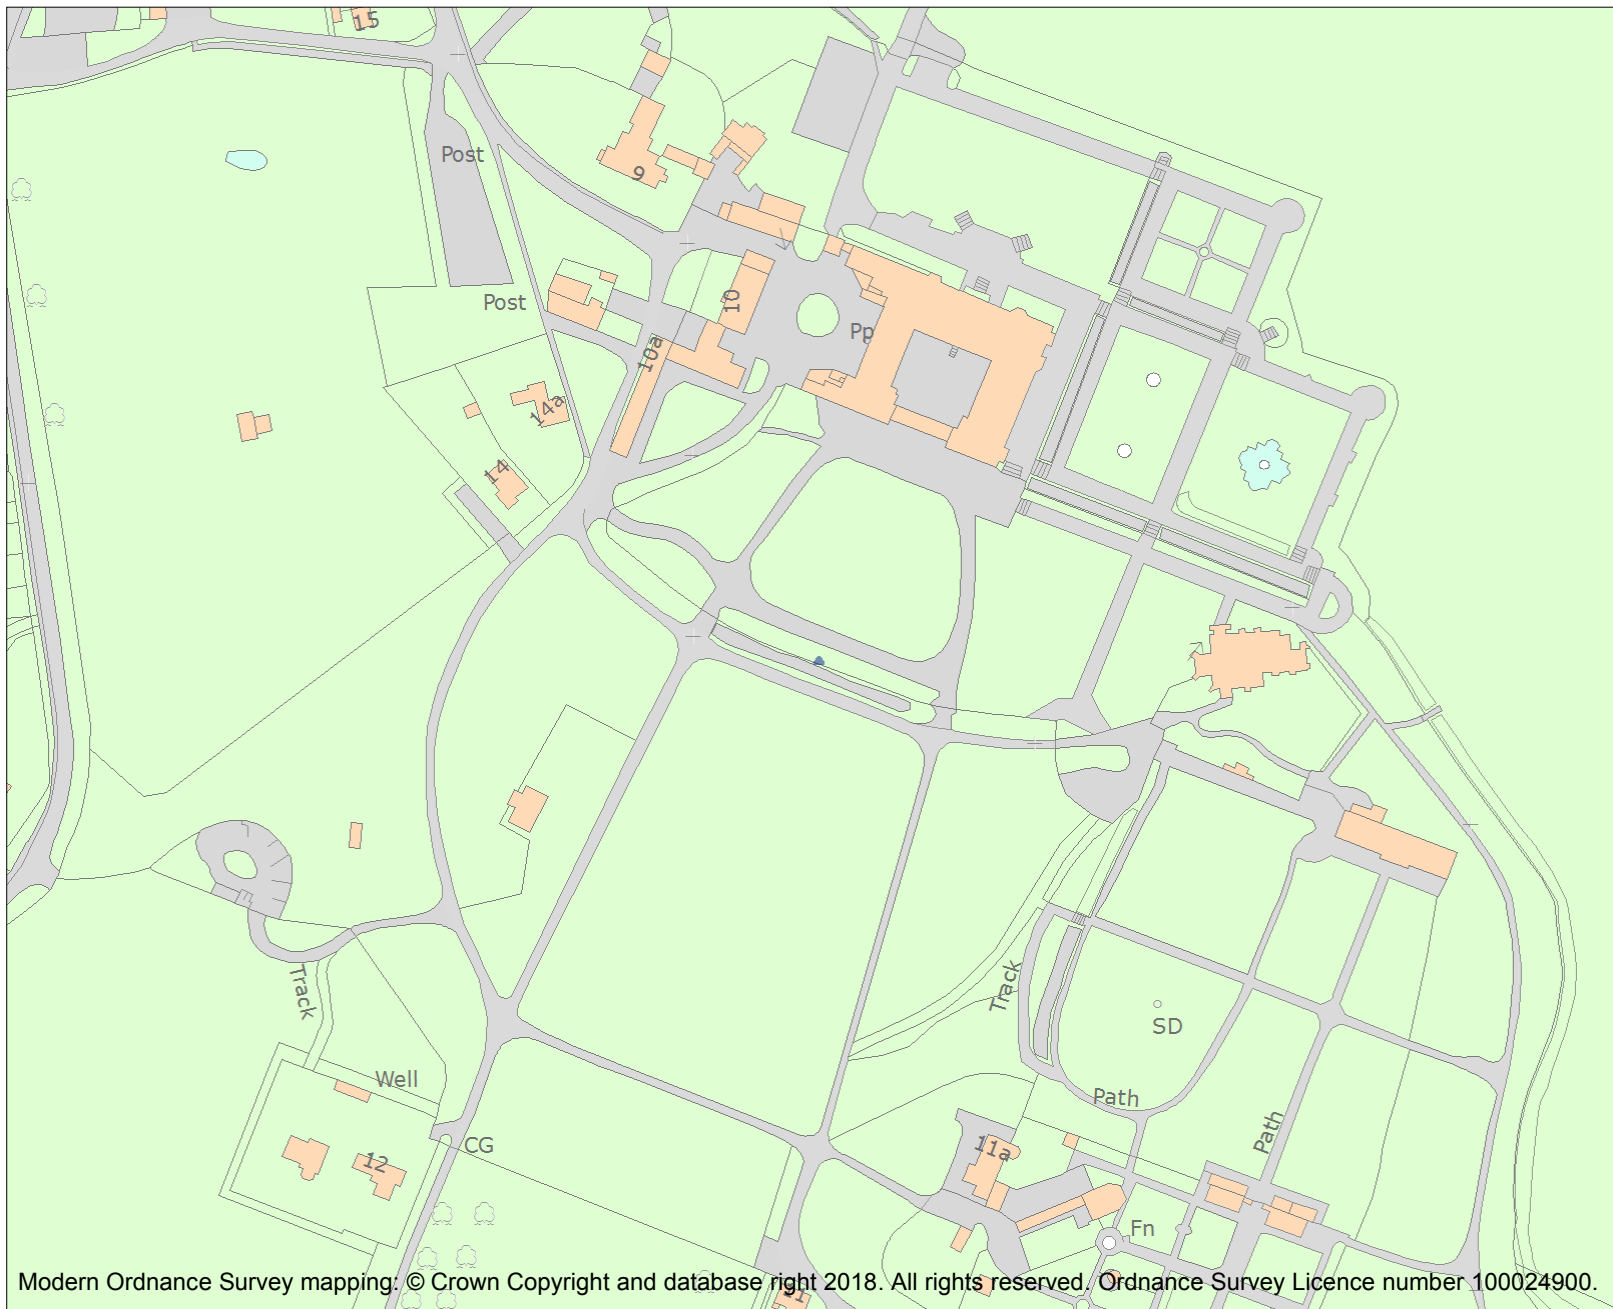 15
Post
9
Post
10
Pp
10a
14a
14
Track
SD
Track
Well
Path
Path
CG
11a
12
Fn
11
Modern Ordnance Survey mapping: © Crown Copyright and database right 2018. All rights reserved. Ordnance Survey Licence number 100024900.